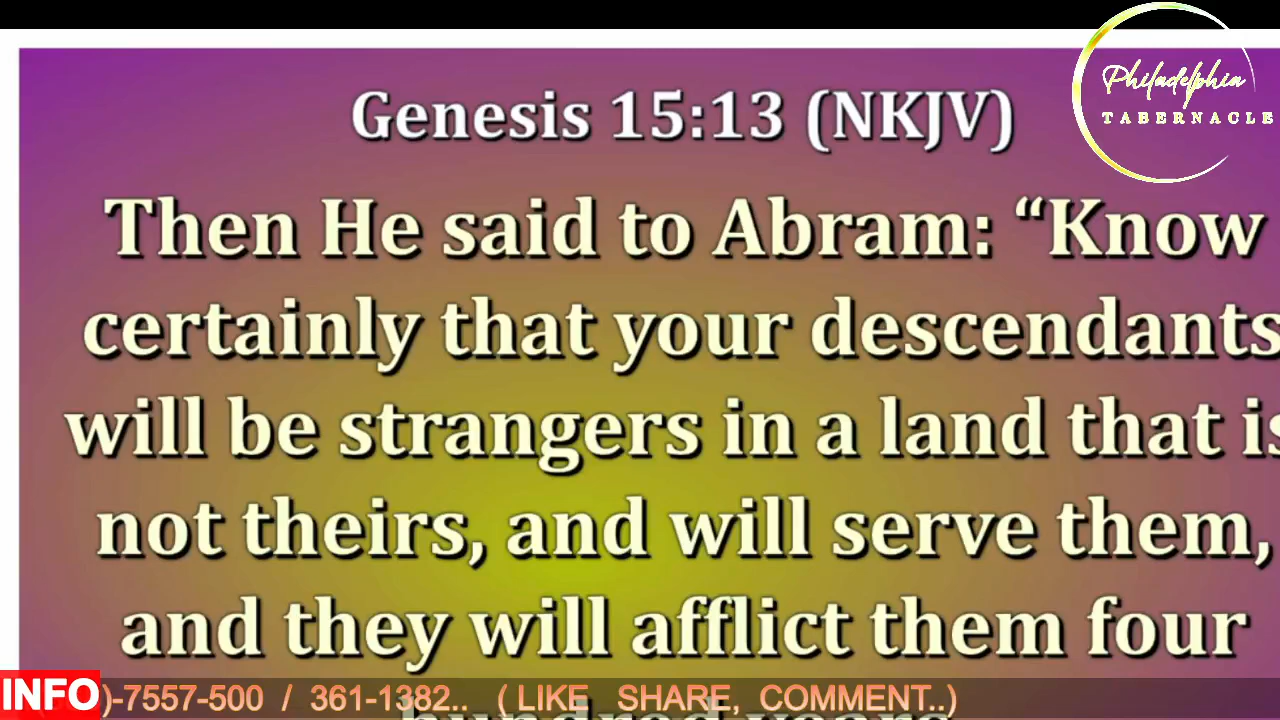 Philadelphia
TABERNACLE
Genesis 15:13 (NKJV)
Then He said to Abram: “Know
certainly that your descendants
will be strangers in a land that is
not theirs, and will serve them,
and they will afflict them four
hundred years
INFO )-7557-500 / 361-1382.. ( LIKE SHARE, COMMENT..)